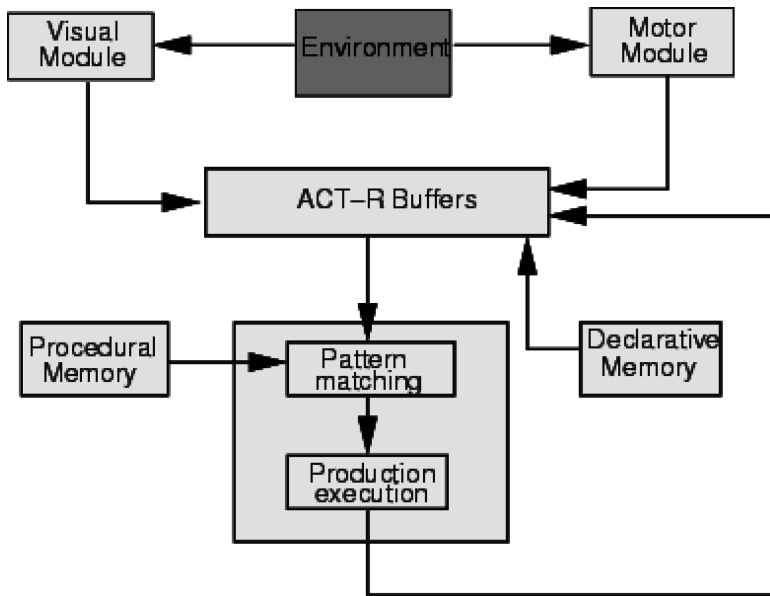 Visual
Module
Environment
Motor
Module
ACT–R Buffers
Procedural
Memory
Pattern
matching
Declarative
Memory
Production
execution